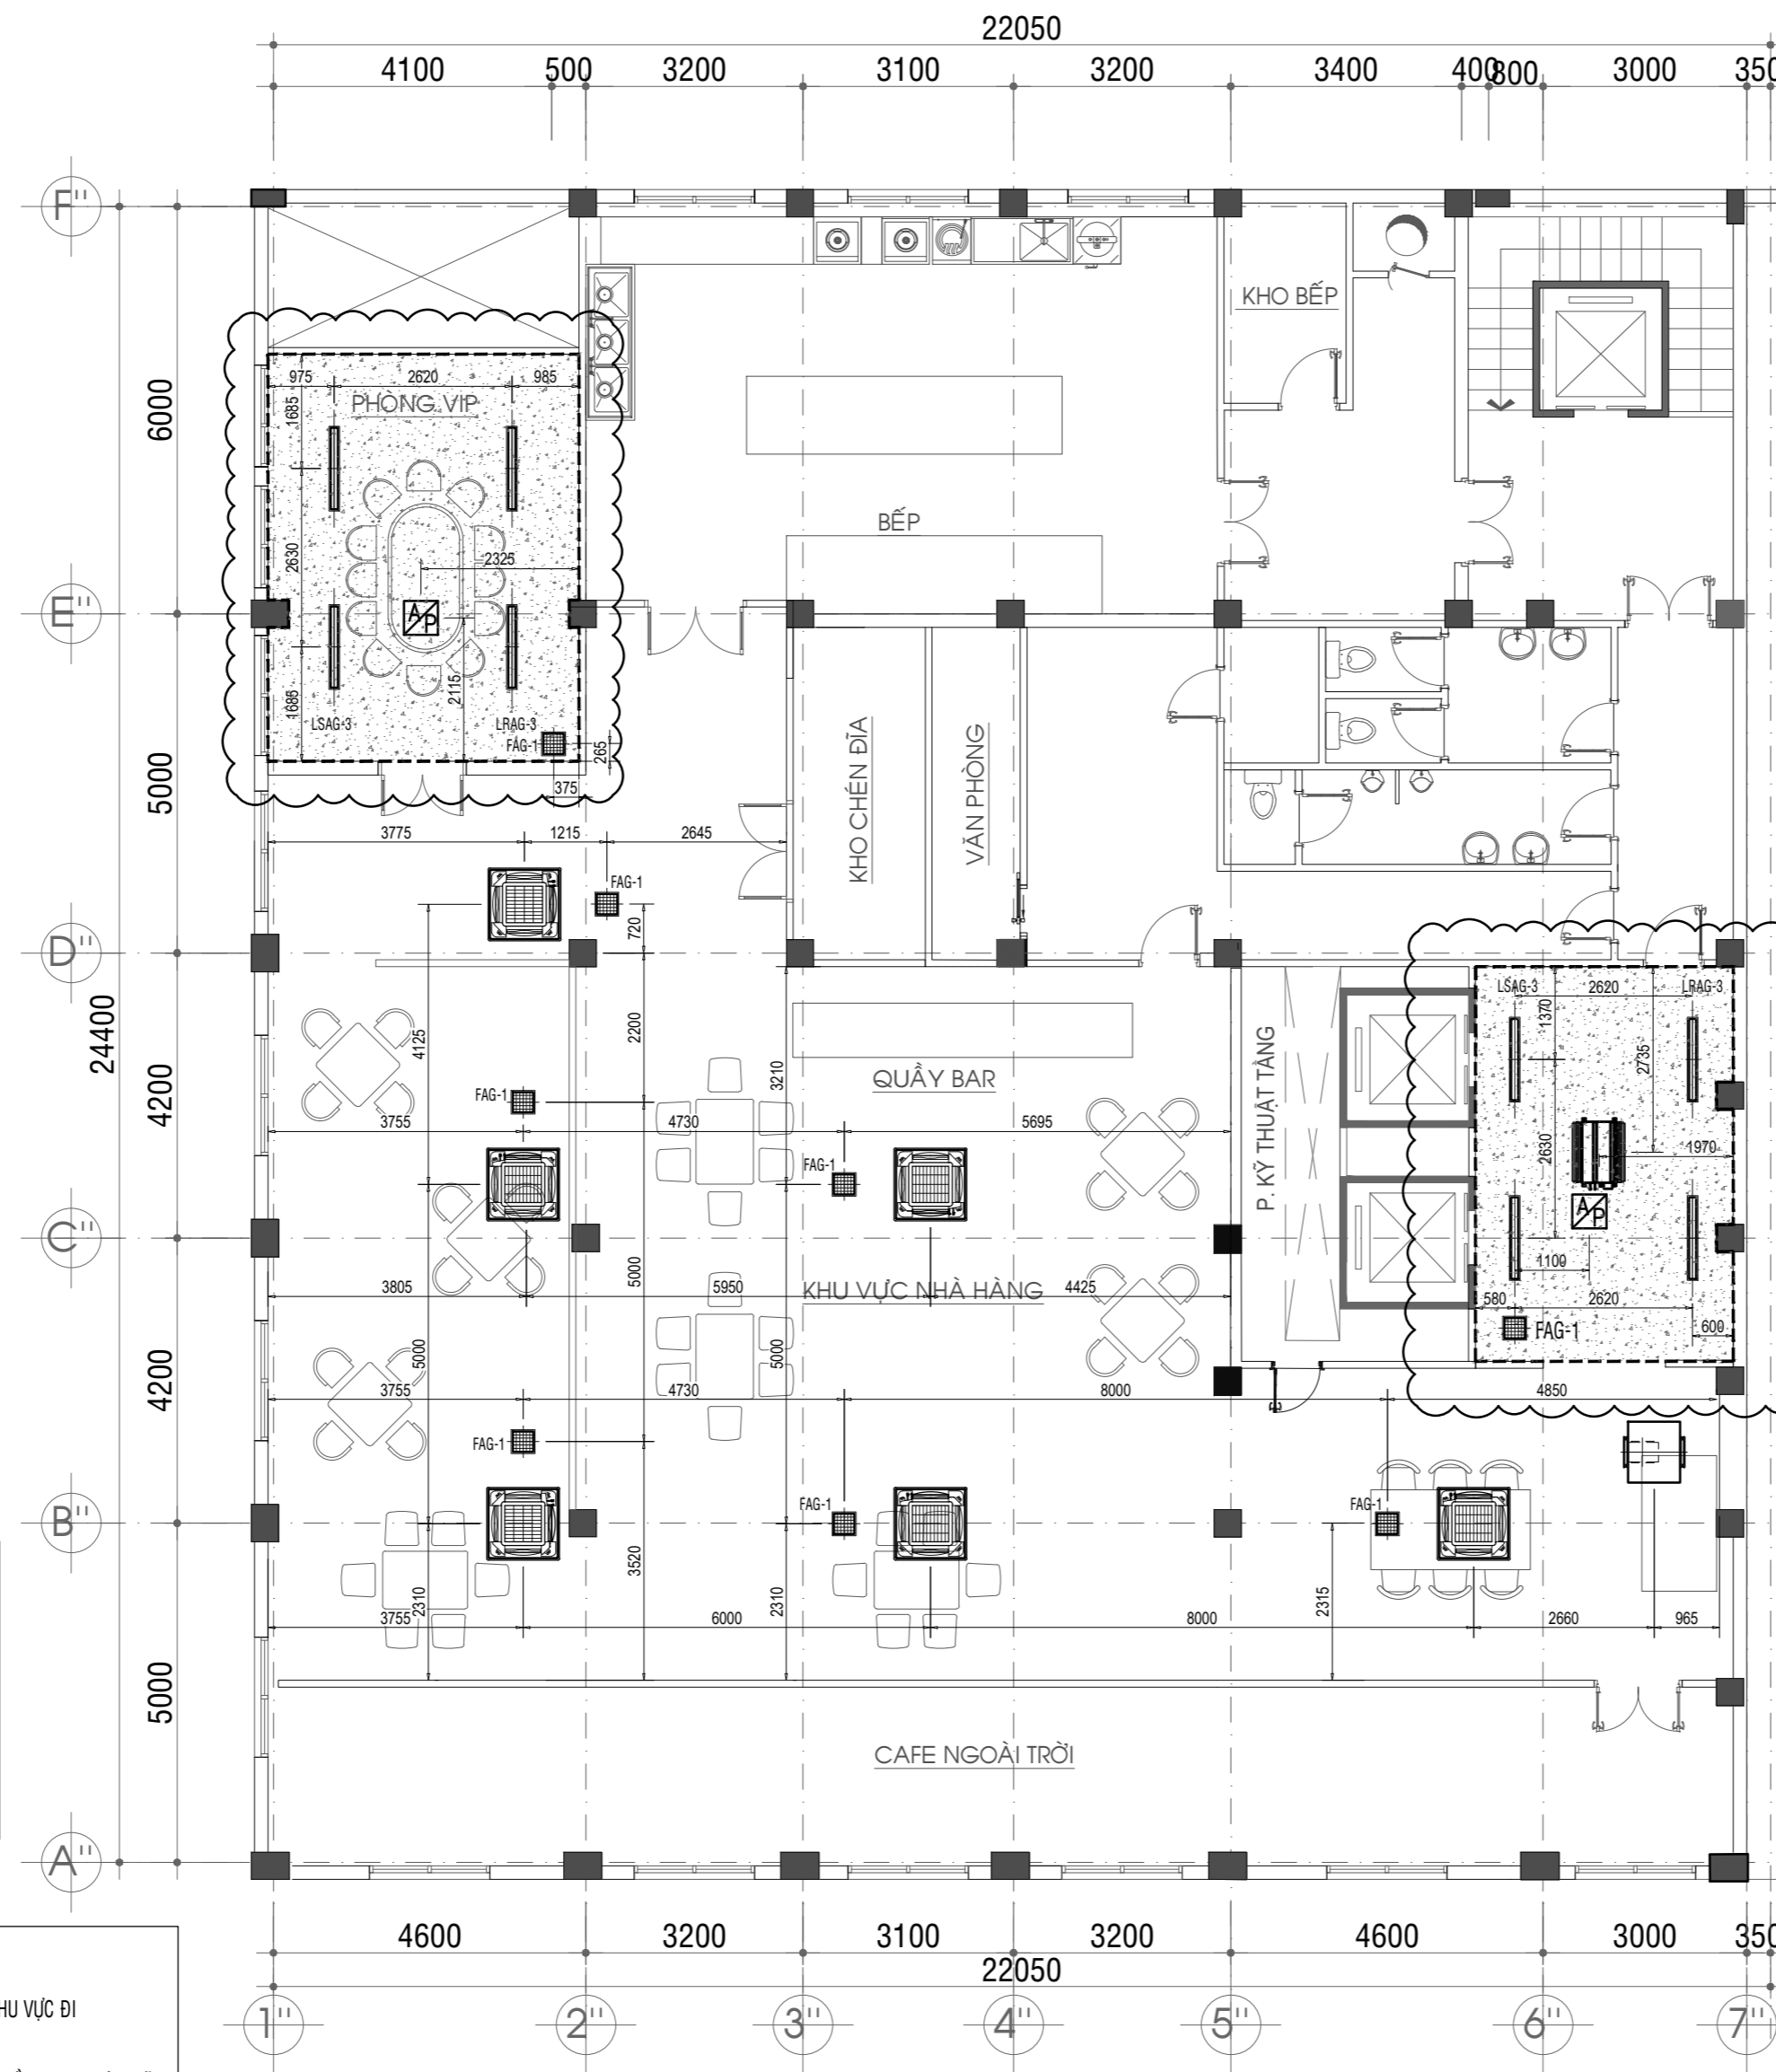 22050
4100 500 3200 3100 3200 3400 400 800 3000
F"
KHO BẾP
6000
975 2620 985
PHÒNG VIP
1685
BẾP
2630
2325
E"
A/P
2115
1685
LSAG-3 LRAG-3
FAG-1
265
375
5000
KHO CHÉN ĐĨA
VĂN PHÒNG
3775 1215 2645
FAG-1
720
D"
24400
LSAG-3 2620 LRAG-3
1370
2735
4125
2200
3210
P. KỸ THUẬT TẦNG
4200
QUẦY BAR
FAG-1
3755 4730 5695
FAG-1
2630
1970
A/P
C"
1100
5000
3805 5950 4425
KHU VỰC NHÀ HÀNG
580 2620
600
FAG-1
5000
5000
4200
3755 4730 8000 4850
FAG-1
FAG-1
FAG-1
B"
3520
2310
2310
2315
3755 6000 8000 2660 965
5000
CAFE NGOÀI TRỜI
A"
4600 3200 3100 3200 4600 3000
22050
HU VỰC ĐI
1" 2" 3" 4" 5" 6" 7"